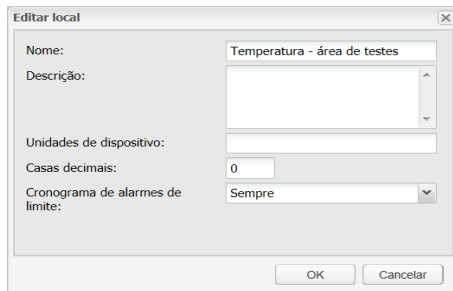 Editar local
Nome: Temperatura - área de testes
Descrição:
Unidades de dispositivo:
Casas decimais: 0
Cronograma de alarmes de Sempre
limite:
OK Cancelar